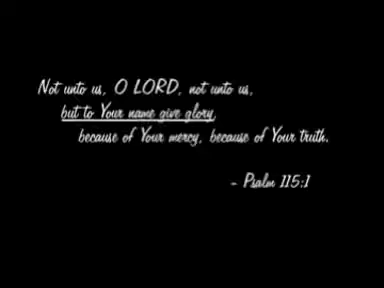 Not unto us, O LORD, not unto us,
but to Your name give glory,
because of Your mercy, because of Your truth.
- Psalm 115:1